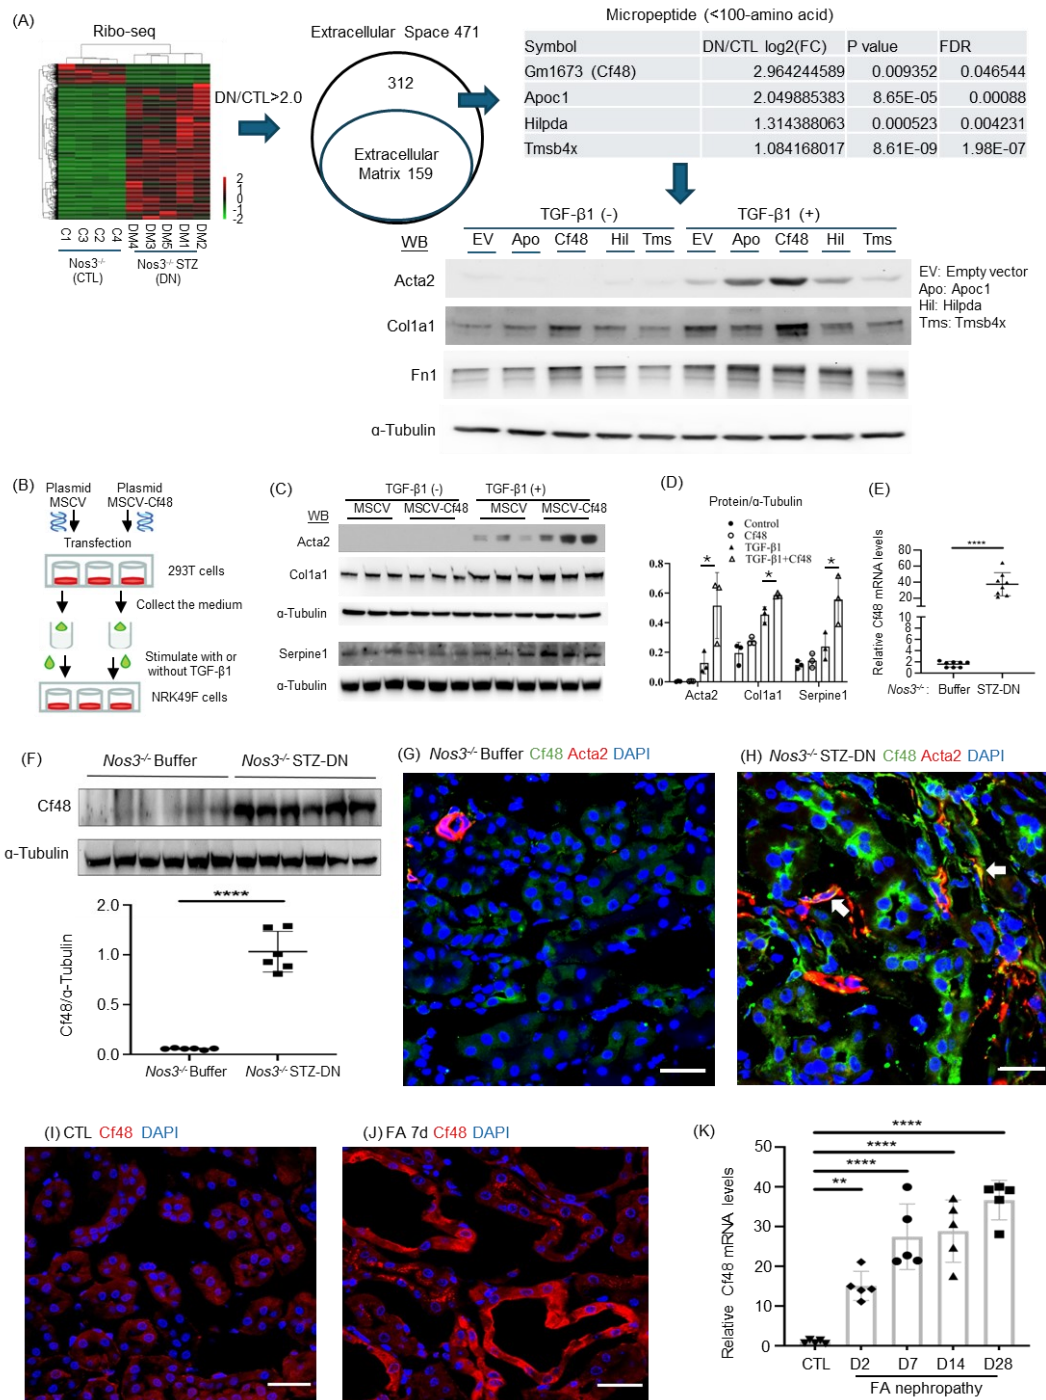 (A)
Ribo-seq
DN/CTL>2.0
2
1
0
-1
-2
C1 C3 C2 C4 DM4 DM3 DM5 DM1 DM2
Nos3-/- (CTL)
Nos3-/- STZ (DN)
Extracellular Space 471
312
Extracellular
Matrix 159
Micropeptide (<100-amino acid)
Symbol DN/CTL log2(FC) P value FDR
Gm1673 (Cf48) 2.964244589 0.009352 0.046544
Apoc1 2.049885383 8.65E-05 0.00088
Hilpda 1.314388063 0.000523 0.004231
Tmsb4x 1.084168017 8.61E-09 1.98E-07
TGF-β1 (-) TGF-β1 (+)
WB EV Apo Cf48 Hil Tms EV Apo Cf48 Hil Tms
Acta2
Col1a1
Fn1
α-Tubulin
EV: Empty vector
Apo: Apoc1
Hil: Hilpda
Tms: Tmsb4x
(B)
Plasmid MSCV
Plasmid MSCV-Cf48
Transfection
293T cells
Collect the medium
Stimulate with or
without TGF-β1
NRK49F cells
(C)
TGF-β1 (-) TGF-β1 (+)
WB MSCV MSCV-Cf48 MSCV MSCV-Cf48
Acta2
Col1a1
α-Tubulin
Serpine1
α-Tubulin
(D)
Protein/α-Tubulin
Control
Cf48
TGF-β1
TGF-β1+Cf48
0.8
0.6
0.4
0.2
0.0
* * *
Acta2 Col1a1 Serpine1
(E)
Relative Cf48 mRNA levels
****
80
60
40
20
10
8
6
4
2
0
Nos3-/-: Buffer STZ-DN
(F)
Nos3-/- Buffer Nos3-/- STZ-DN
Cf48
α-Tubulin
****
Cf48/α-Tubulin
2.0
1.0
0.5
0.0
Nos3-/- Buffer Nos3-/- STZ-DN
(G) Nos3-/- Buffer Cf48 Acta2 DAPI
(H) Nos3-/- STZ-DN Cf48 Acta2 DAPI
(I) CTL Cf48 DAPI
(J) FA 7d Cf48 DAPI
(K)
Relative Cf48 mRNA levels
50
40
30
20
10
0
****
****
****
**
CTL D2 D7 D14 D28
FA nephropathy